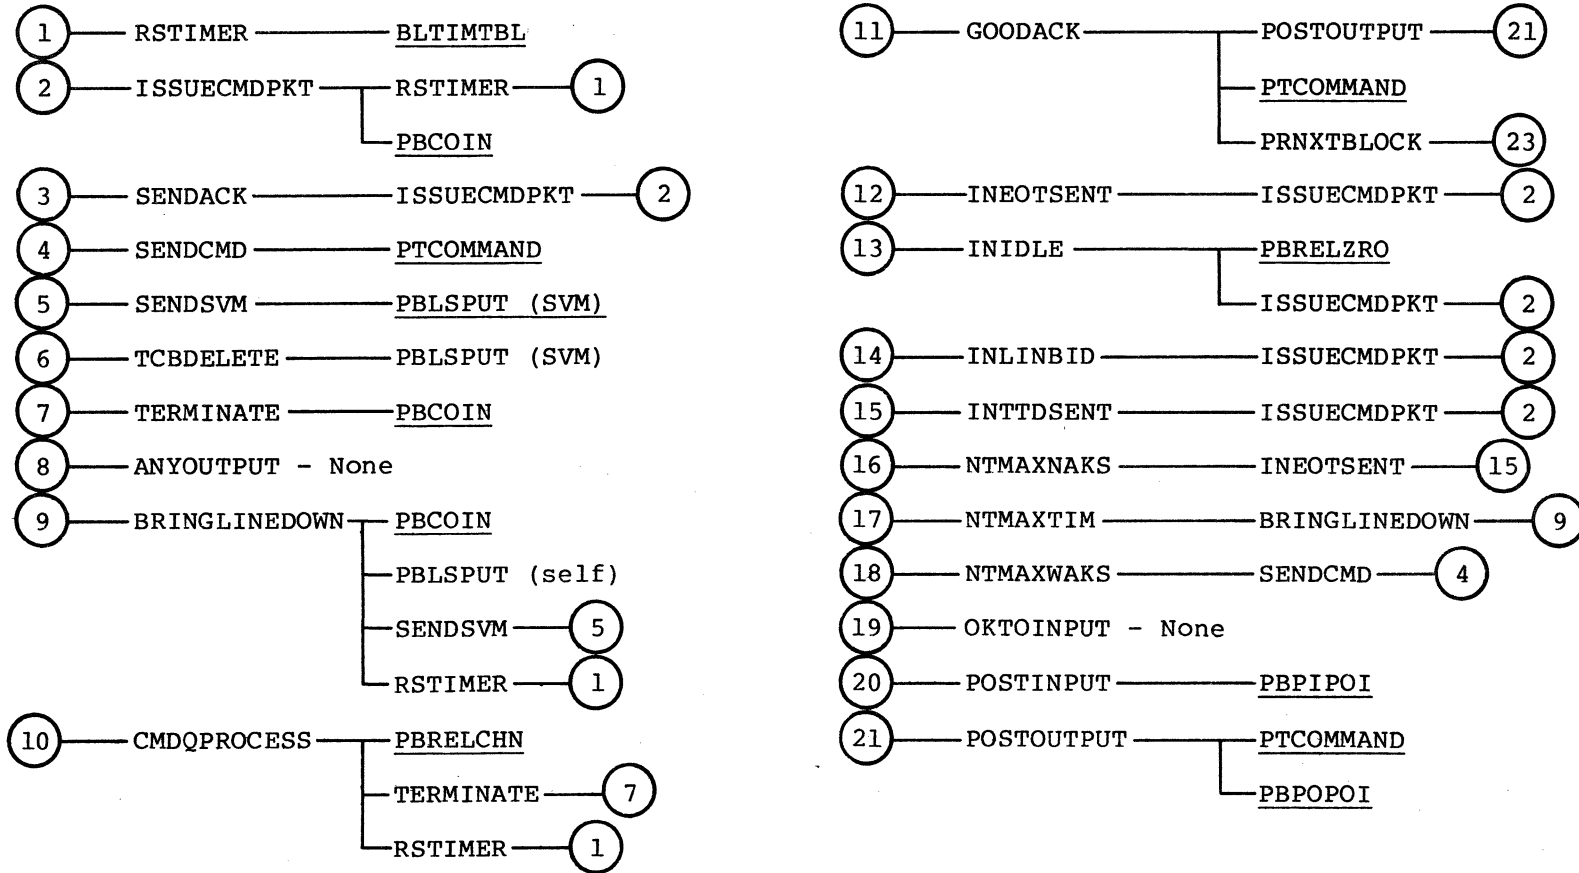 1 RSTIMER BLTIMTBL
2 ISSUECMDPKT RSTIMER 1
PBCOIN
3 SENDACK ISSUECMDPKT 2
4 SENDCMD PTCOMMAND
5 SENDSVM PBLSPUT (SVM)
6 TCBDELETE PBLSPUT (SVM)
7 TERMINATE PBCOIN
8 ANYOUTPUT - None
9 BRINGLINEDOWN PBCOIN
PBLSPUT (self)
SENDSVM 5
RSTIMER 1
10 CMDQPROCESS PBRELCHN
TERMINATE 7
RSTIMER 1
11 GOODACK POSTOUTPUT 21
PTCOMMAND
PRNXTBLOCK 23
12 INEOTSENT ISSUECMDPKT 2
13 INIDLE PBRELZRO
ISSUECMDPKT 2
14 INLINBID ISSUECMDPKT 2
15 INTTDSENT ISSUECMDPKT 2
16 NTMAXNAKS INEOTSENT 15
17 NTMAXTIM BRINGLINEDOWN 9
18 NTMAXWAKS SENDCMD 4
19 OKTOINPUT - None
20 POSTINPUT PBPIPOI
21 POSTOUTPUT PTCOMMAND
PBPOPOI